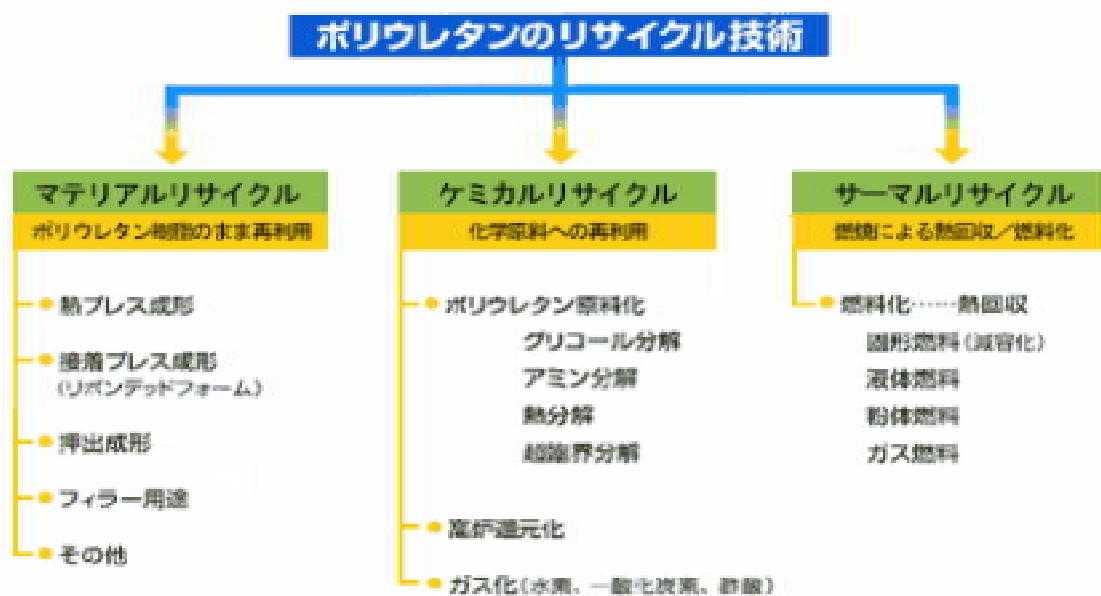 ポリウレタンのリサイクル技術
マテリアルリサイクル
ポリウレタン樹脂のまま再利用
熱プレス成形
接着プレス成形
(リボンデッドフォーム)
押出成形
フィラー用途
その他
ケミカルリサイクル
化学原料への再利用
ポリウレタン原料化
グリコール分解
アミン分解
熱分解
超臨界分解
高炉還元化
ガス化(水素、一酸化炭素、酢酸)
サーマルリサイクル
燃焼による熱回収/燃料化
燃料化……熱回収
固形燃料(減容化)
液体燃料
粉体燃料
ガス燃料